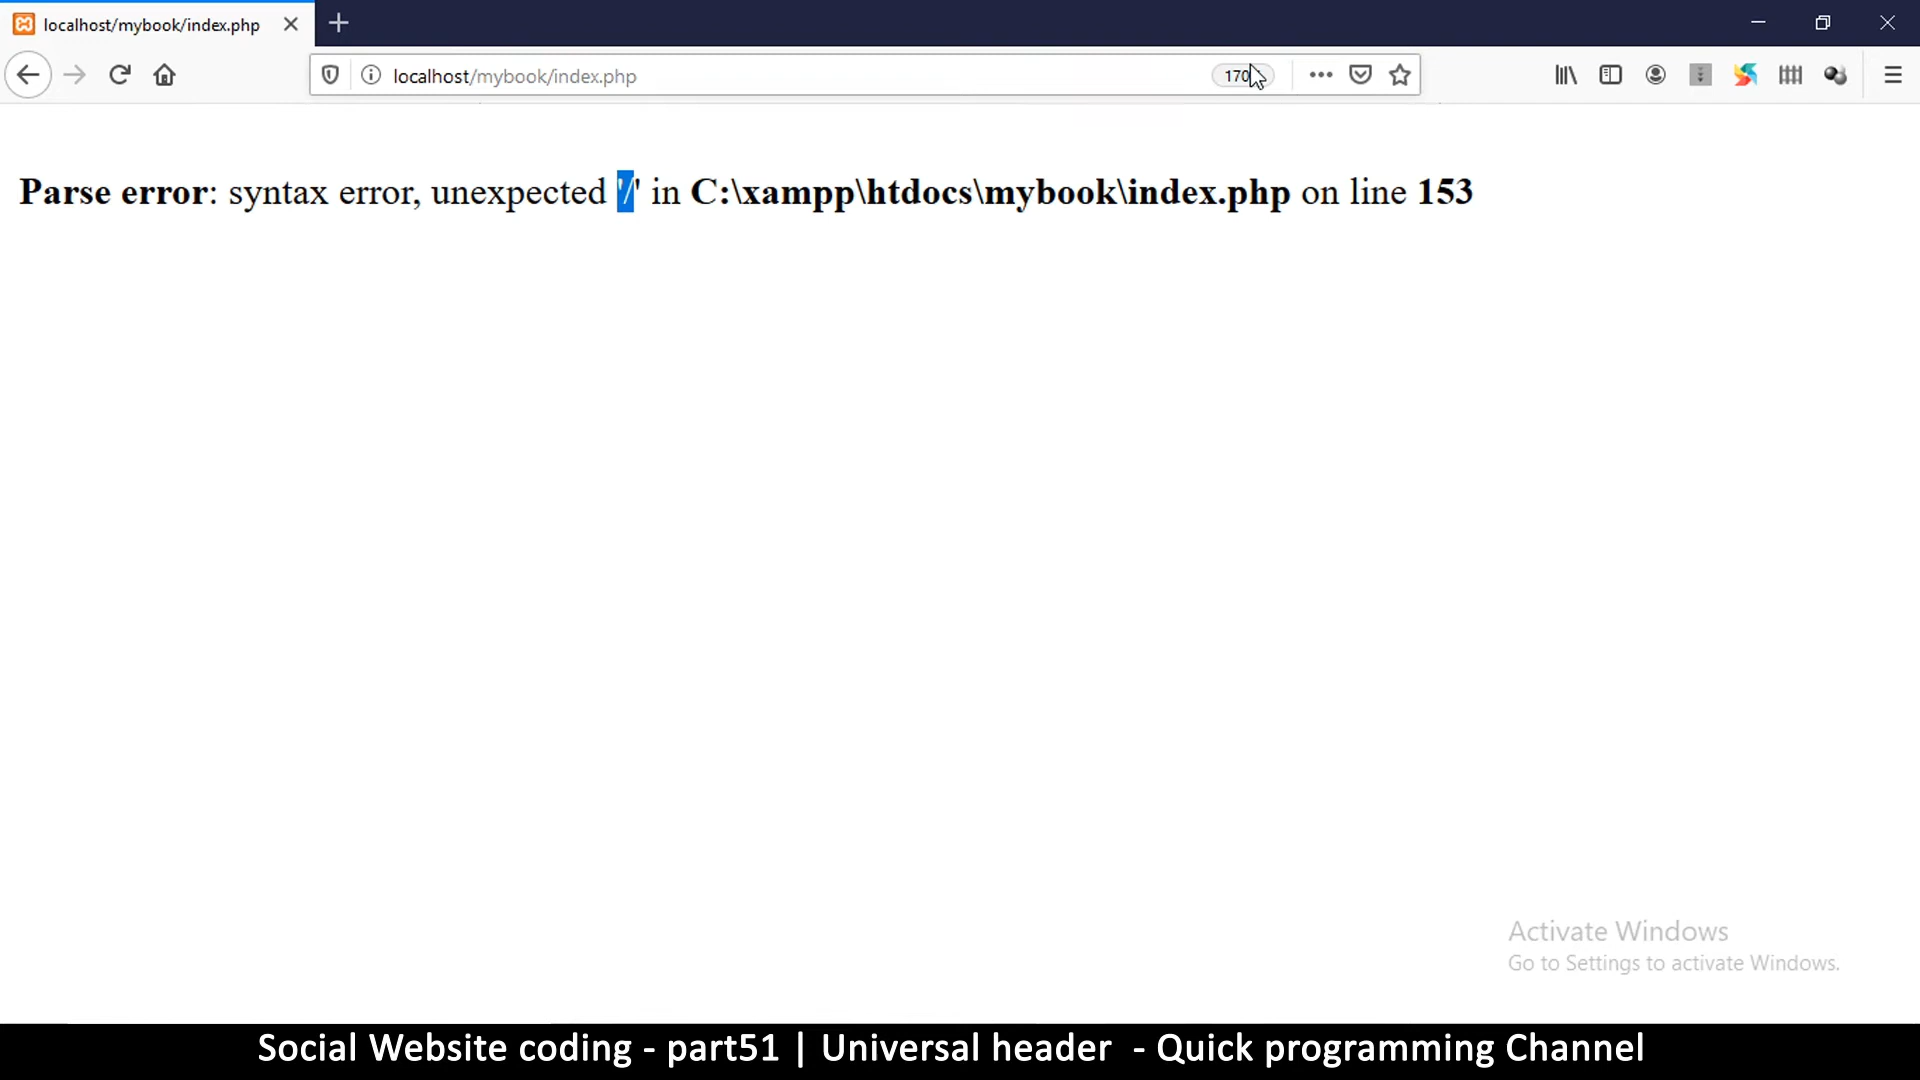 localhost/mybook/index.php
localhost/mybook/index.php
170
Parse error: syntax error, unexpected '/' in C:\xampp\htdocs\mybook\index.php on line 153
Activate Windows
Go to Settings to activate Windows.
Social Website coding - part51 | Universal header - Quick programming Channel